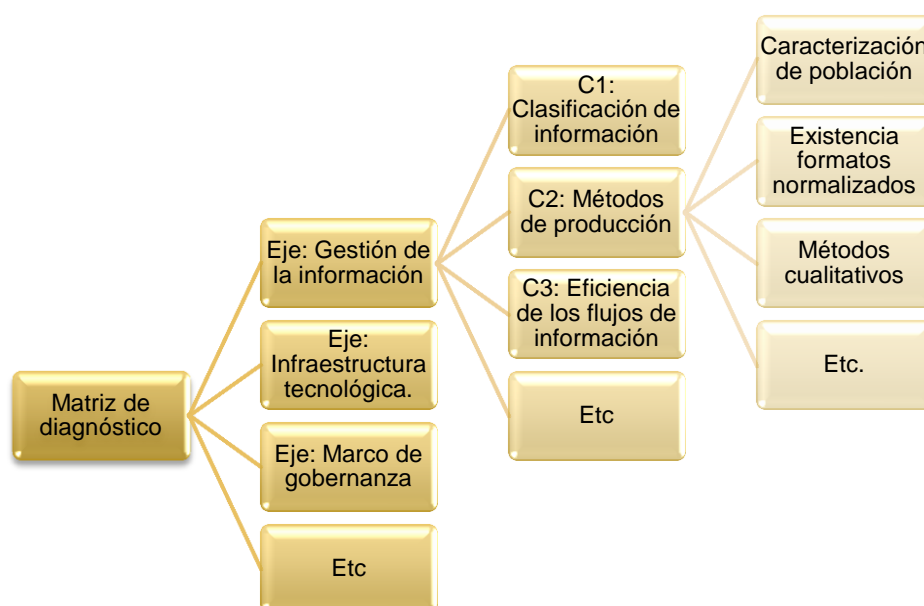 Matriz de
diagnóstico
Eje: Gestión de
la información
Eje:
Infraestructura
tecnológica.
Eje: Marco de
gobernanza
Etc
C1:
Clasificación de
información
C2: Métodos
de producción
C3: Eficiencia
de los flujos de
información
Etc
Caracterización
de población
Existencia
formatos
normalizados
Métodos
cualitativos
Etc.